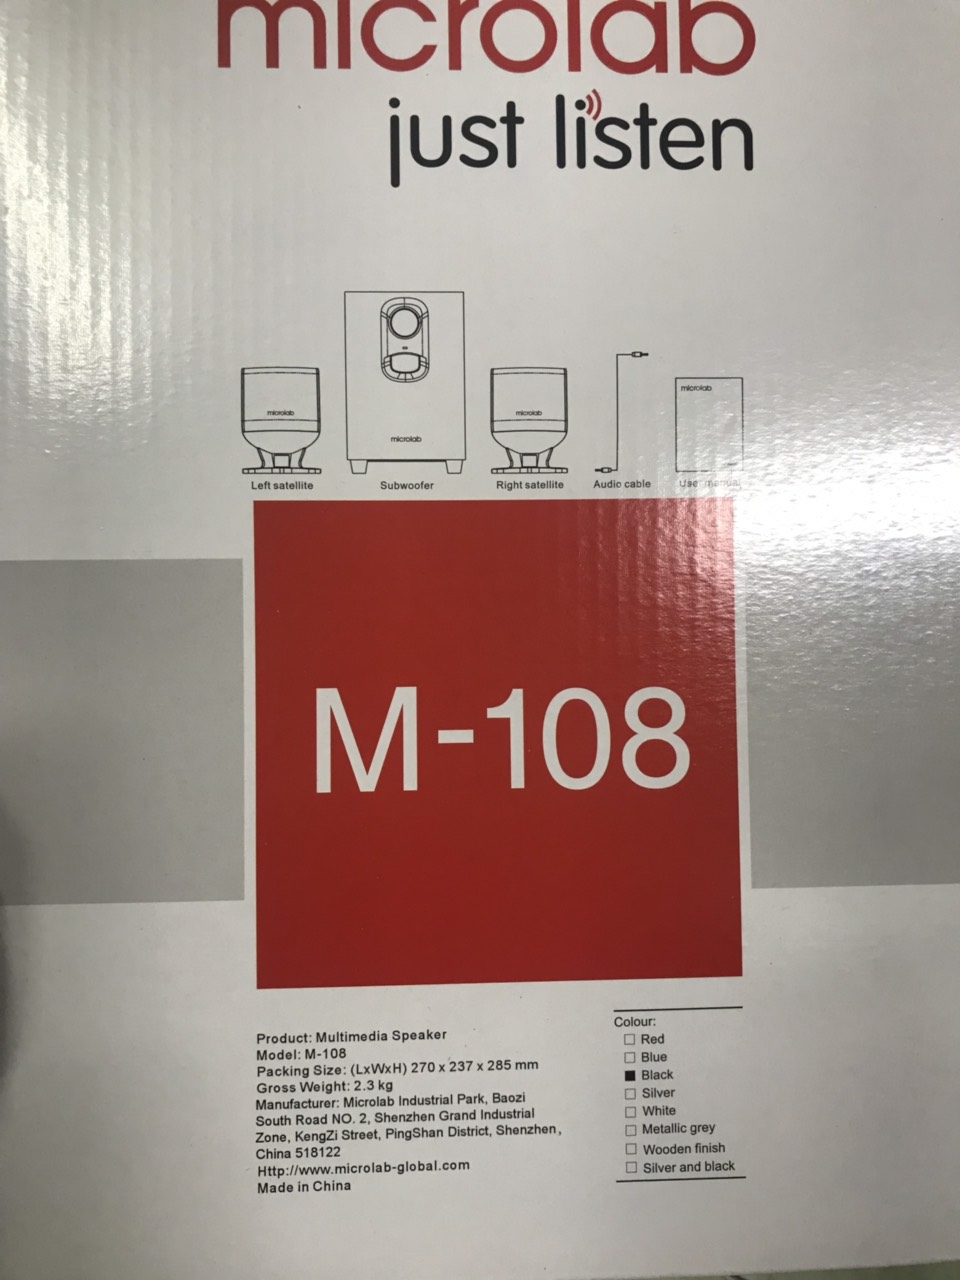 microlab
just listen
microlab
microlab
microlab
microlab
Left satellite
Subwoofer
Right satellite
Audio cable
User manual
M-108
Product: Multimedia Speaker
Model: M-108
Packing Size: (LxWxH) 270 x 237 x 285 mm
Gross Weight: 2.3 kg
Manufacturer: Microlab Industrial Park, Baozi
South Road NO. 2, Shenzhen Grand Industrial
Zone, KengZi Street, PingShan District, Shenzhen,
China 518122
Http://www.microlab-global.com
Made in China
Colour:
Red
Blue
Black
Silver
White
Metallic grey
Wooden finish
Silver and black